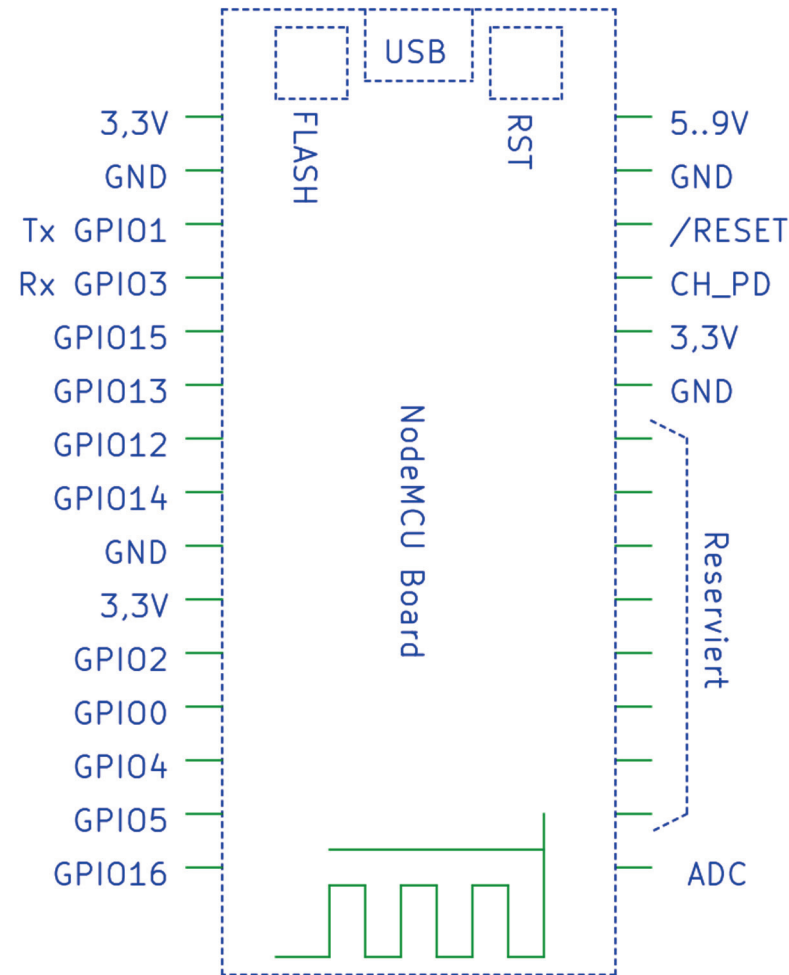 USB
FLASH
RST
3,3V
GND
Tx GPIO1
Rx GPIO3
GPIO15
GPIO13
GPIO12
GPIO14
GND
3,3V
GPIO2
GPIO0
GPIO4
GPIO5
GPIO16
NodeMCU Board
5..9V
GND
/RESET
CH_PD
3,3V
GND
Reserviert
ADC